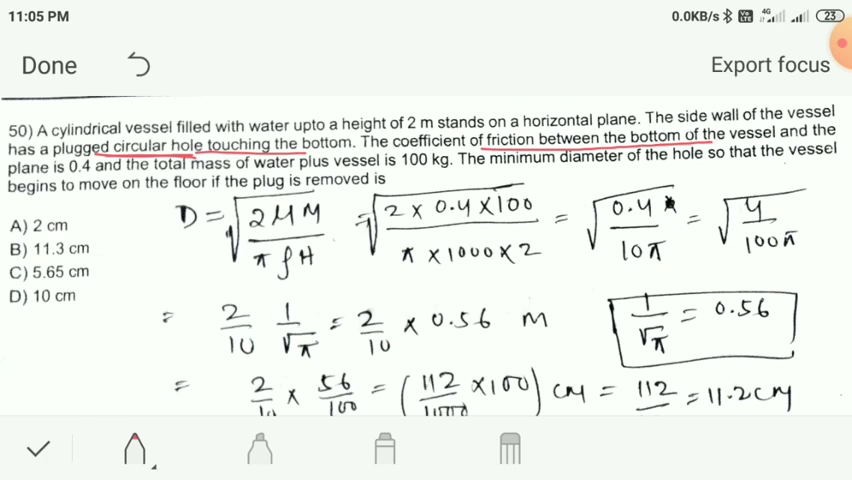 11:05 PM 0.0KB/s 4G 23
Done Export focus
50) A cylindrical vessel filled with water upto a height of 2 m stands on a horizontal plane. The side wall of the vessel
has a plugged circular hole touching the bottom. The coefficient of friction between the bottom of the vessel and the
plane is 0.4 and the total mass of water plus vessel is 100 kg. The minimum diameter of the hole so that the vessel
begins to move on the floor if the plug is removed is
A) 2 cm
B) 11.3 cm
C) 5.65 cm
D) 10 cm
D = √(2μM/πρH) = √(2 × 0.4 × 100/π × 1000 × 2) = √(0.4/10π) = √(4/100π)
= 2/10 1/√π = 2/10 × 0.56 m
1/√π = 0.56
= 2/10 × 56/100 = (112/1000 × 100) cm = 112 = 11.2 cm